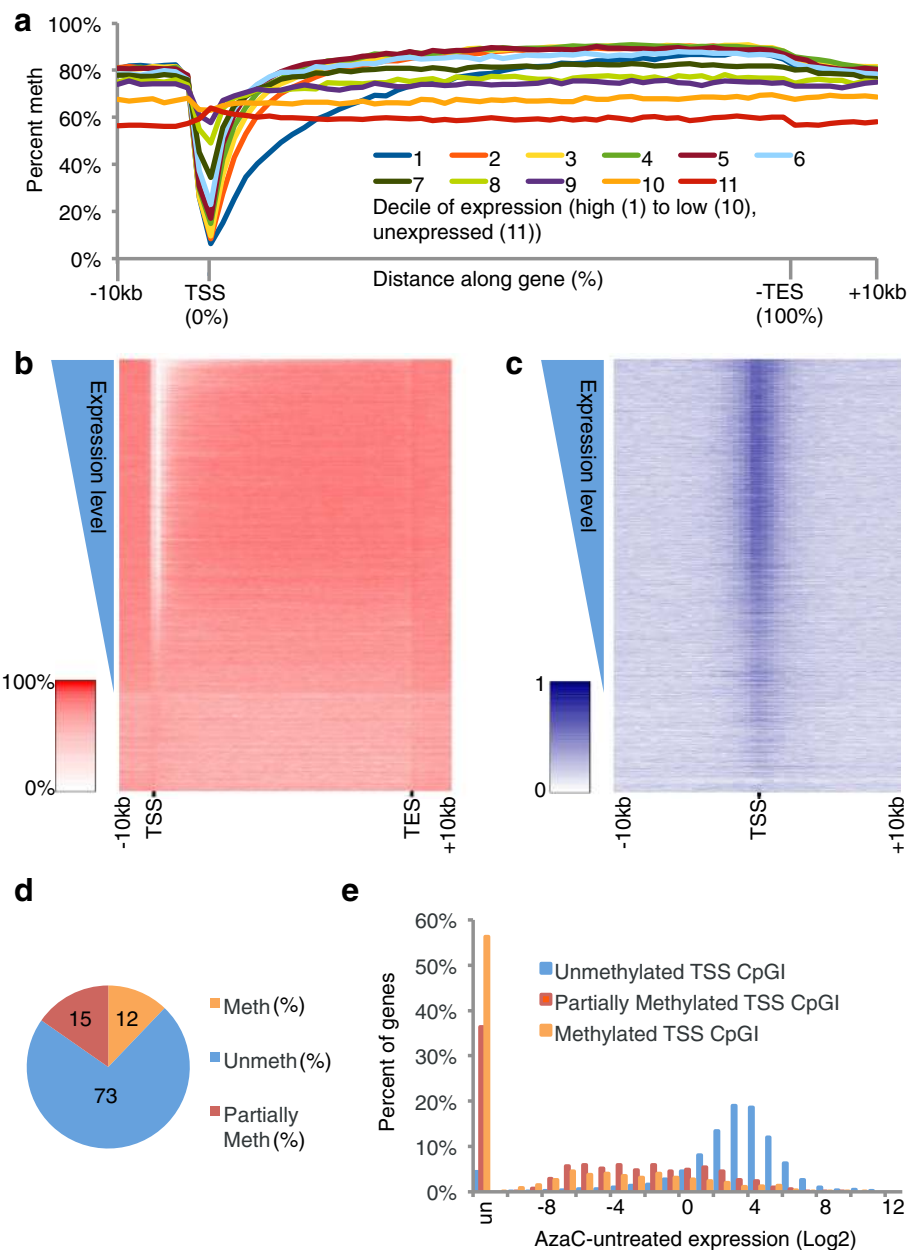 a
100%
80%
60%
40%
20%
0%
Percent meth
1 2 3 4 5 6
7 8 9 10 11
Decile of expression (high (1) to low (10),
unexpressed (11))
-10kb
TSS
(0%)
Distance along gene (%)
-TES
(100%)
+10kb
b
Expression level
100%
0%
-10kb
TSS
TES
+10kb
c
Expression level
1
0
-10kb
TSS
+10kb
d
15
12
73
Meth (%)
Unmeth (%)
Partially
Meth (%)
e
60%
50%
40%
30%
20%
10%
0%
Percent of genes
Unmethylated TSS CpGI
Partially Methylated TSS CpGI
Methylated TSS CpGI
un
-8 -4 0 4 8 12
AzaC-untreated expression (Log2)